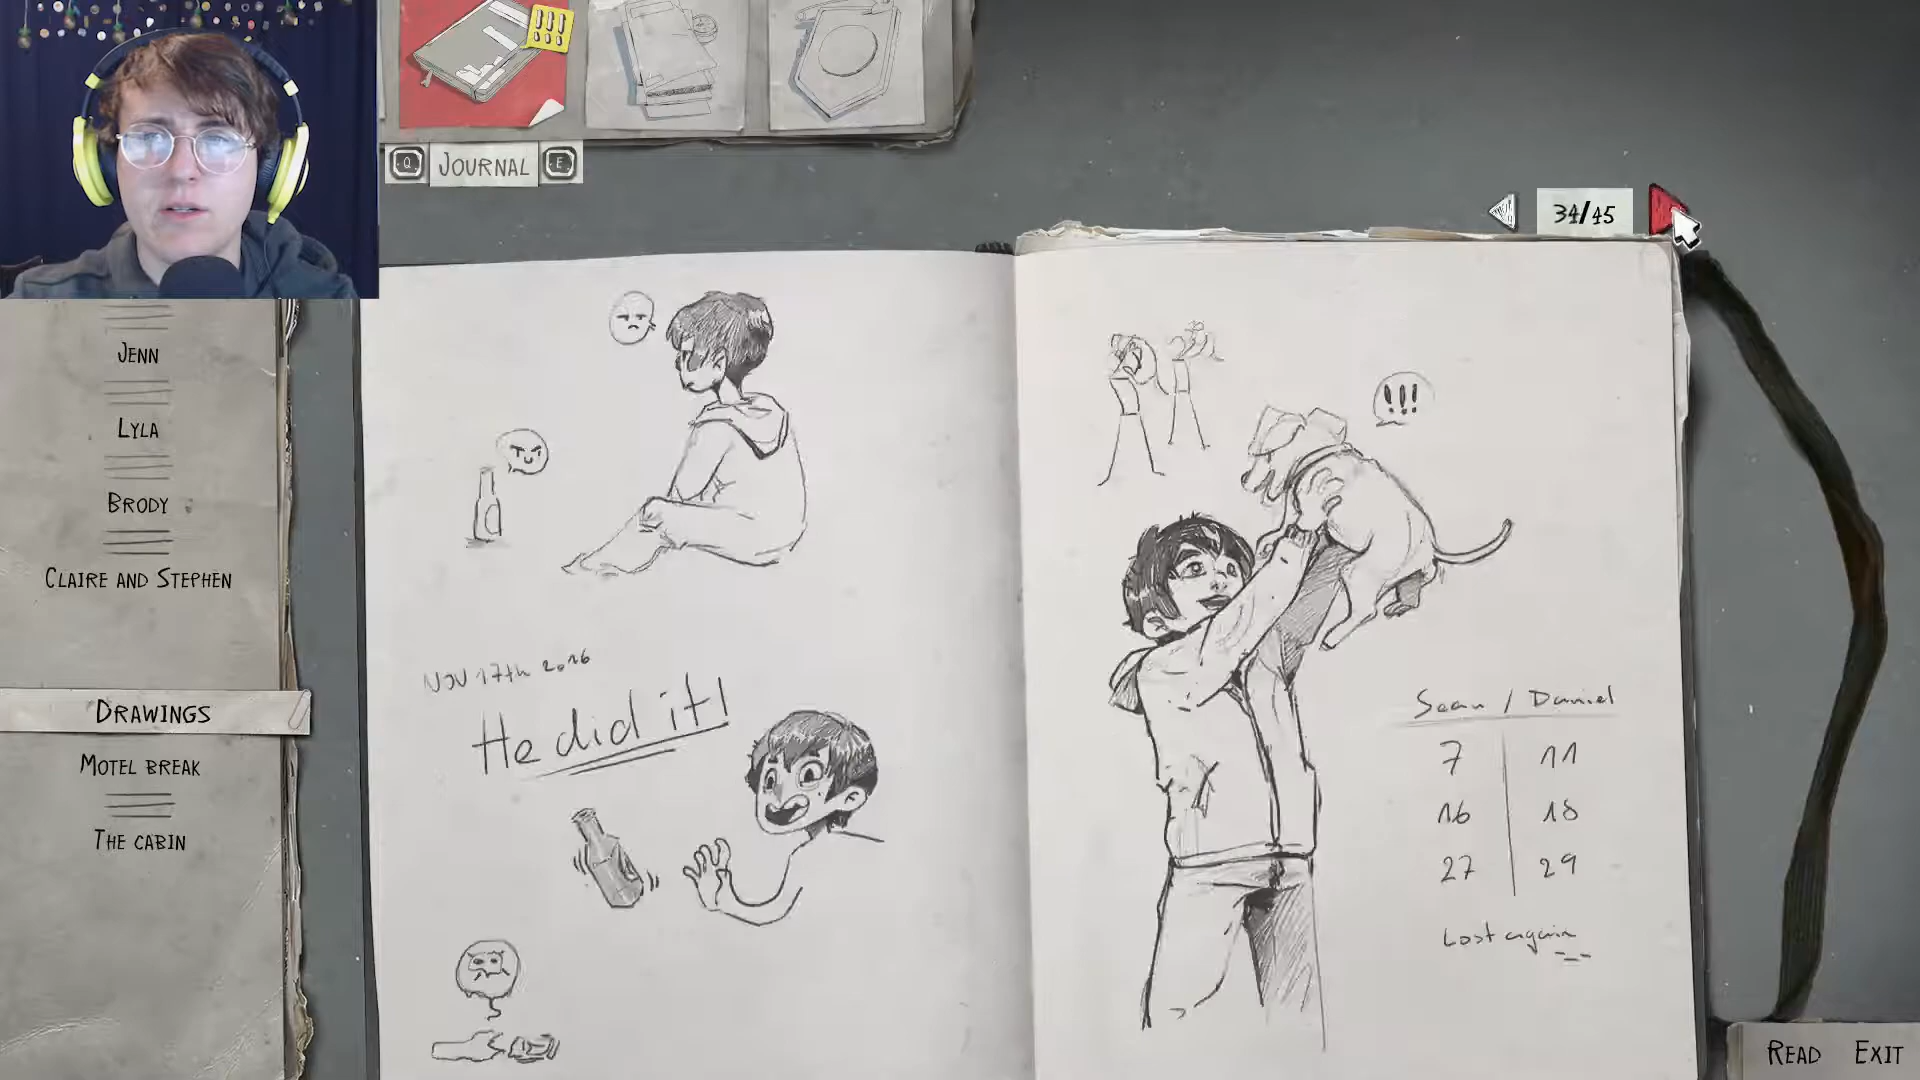 Q JOURNAL E
34/45
JENN
LYLA
BRODY
CLAIRE AND STEPHEN
DRAWINGS
MOTEL BREAK
THE CABIN
NOV 17th 2016
He did it!
!!!
Sean / Daniel
7 11
16 18
27 29
Lost again
READ EXIT